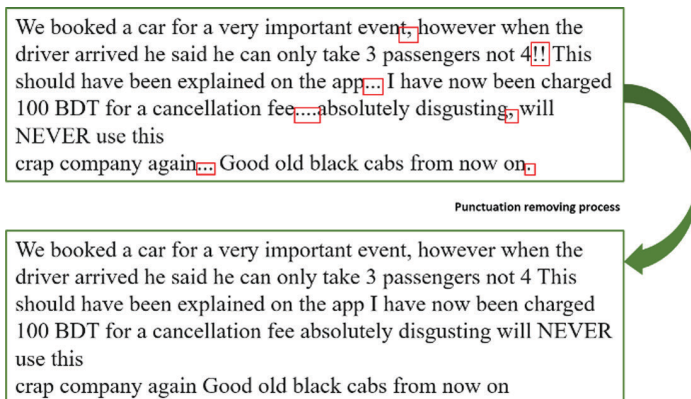 We booked a car for a very important event, however when the
driver arrived he said he can only take 3 passengers not 4!! This
should have been explained on the app... I have now been charged
100 BDT for a cancellation fee....absolutely disgusting, will
NEVER use this
crap company again... Good old black cabs from now on.
Punctuation removing process
We booked a car for a very important event, however when the
driver arrived he said he can only take 3 passengers not 4 This
should have been explained on the app I have now been charged
100 BDT for a cancellation fee absolutely disgusting will NEVER
use this
crap company again Good old black cabs from now on